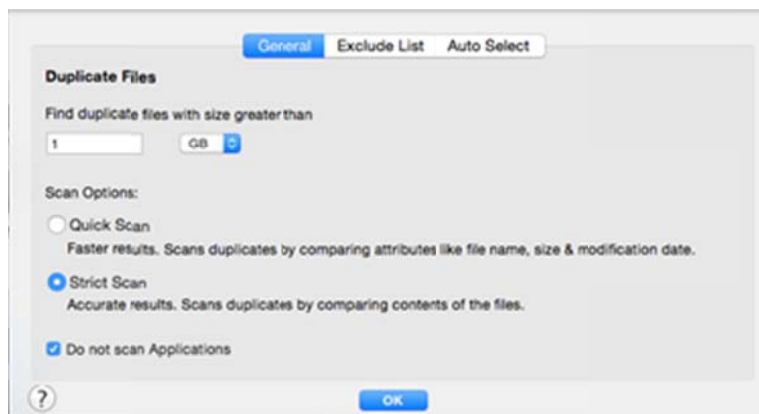 General Exclude List Auto Select
Duplicate Files
Find duplicate files with size greater than
1 GB
Scan Options:
Quick Scan
Faster results. Scans duplicates by comparing attributes like file name, size & modification date.
Strict Scan
Accurate results. Scans duplicates by comparing contents of the files.
Do not scan Applications
? OK